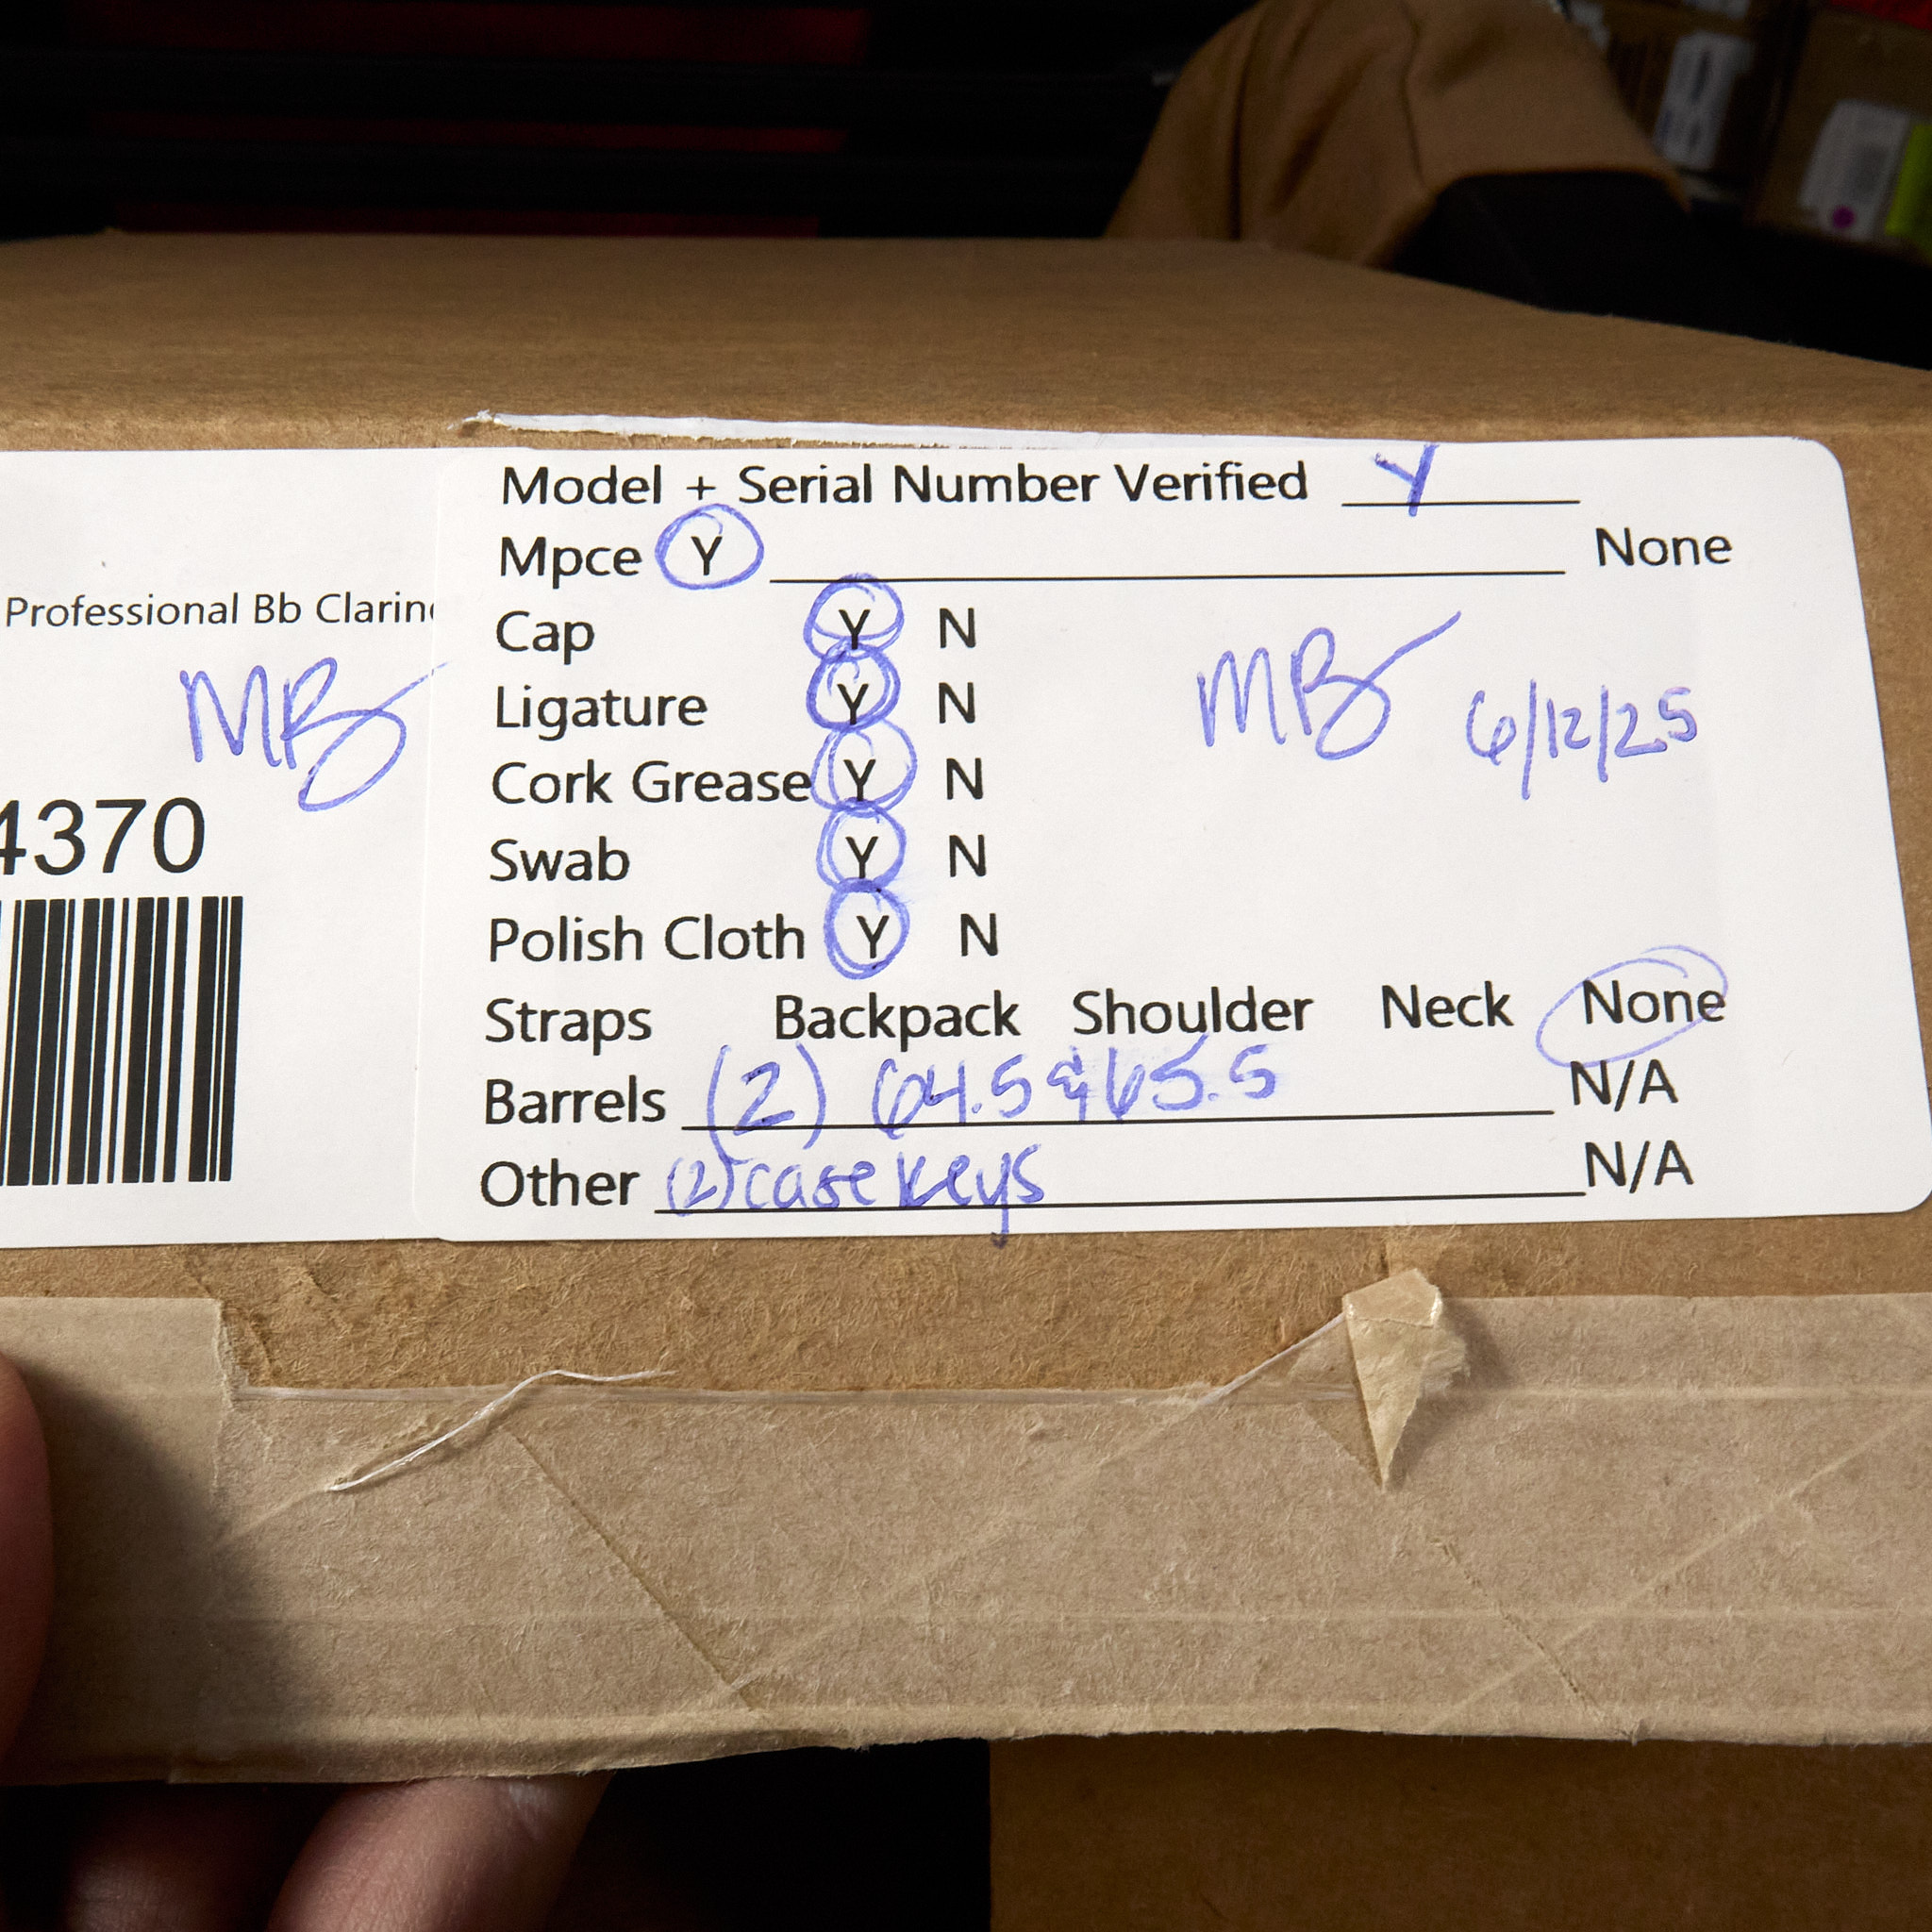 Professional Bb Clarin
MB
4370
Model + Serial Number Verified Y
Mpce Y None
Cap Y N
Ligature Y N
MB 6/12/25
Cork Grease Y N
Swab Y N
Polish Cloth Y N
Straps Backpack Shoulder Neck None
Barrels (2) 64.5 & 65.5 N/A
Other (2) case keys N/A